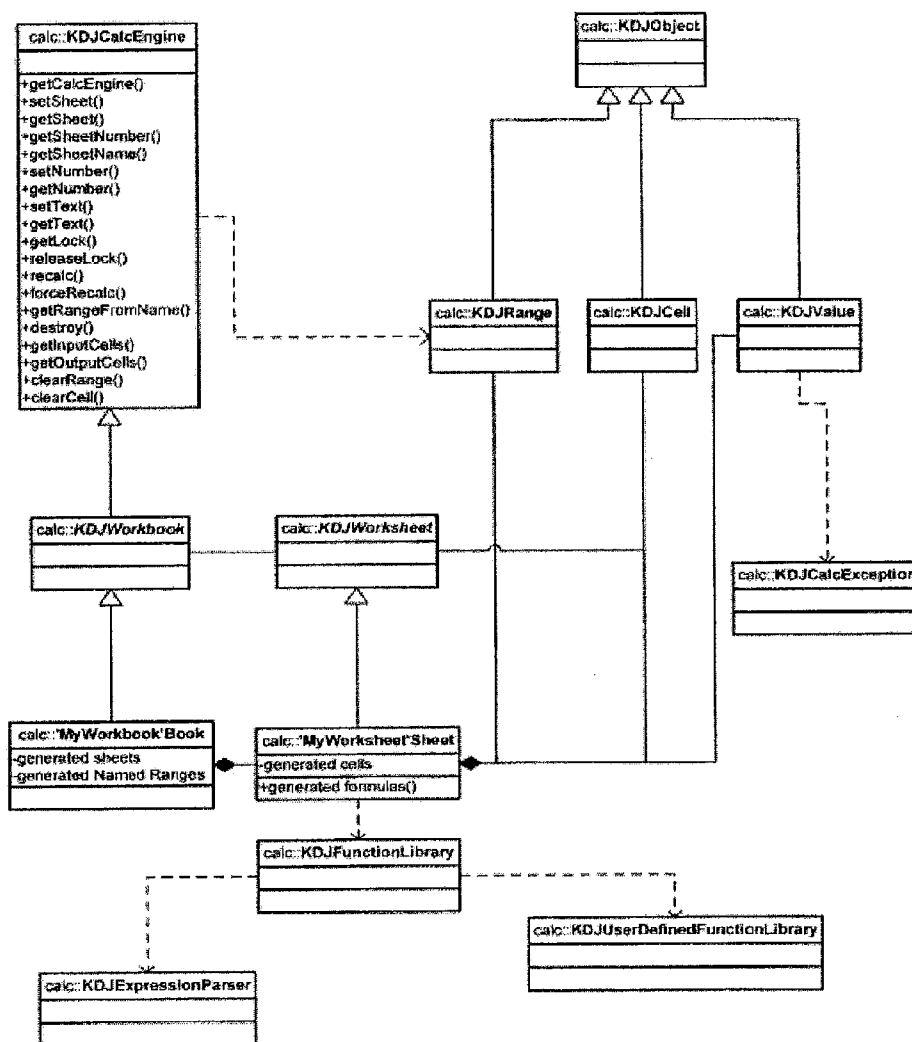 calc::KDJCalcEngine
+getCalcEngine()
+setSheet()
+getSheet()
+getSheetNumber()
+getSheetName()
+setNumber()
+getNumber()
+setText()
+getText()
+getLock()
+releaseLock()
+recalc()
+forceRecalc()
+getRangeFromName()
+destroy()
+getInputCells()
+getOutputCells()
+clearRange()
+clearCell()
calc::KDJObject
calc::KDJRange
calc::KDJCell
calc::KDJValue
calc::KDJWorkbook
calc::KDJWorksheet
calc::KDJCalcException
calc::'MyWorkbook'Book
-generated sheets
-generated Named Ranges
calc::'MyWorksheet'Sheet
-generated cells
+generated formulas()
calc::KDJFunctionLibrary
calc::KDJUserDefinedFunctionLibrary
calc::KDJExpressionParser